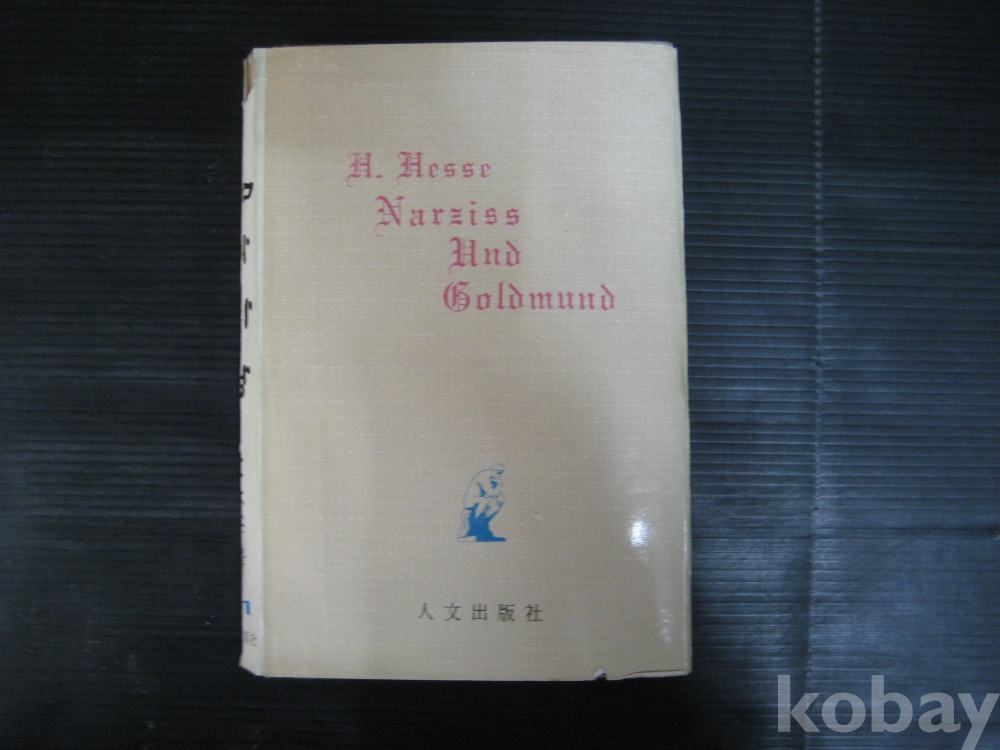 H. Hesse
Narziss
Und
Goldmund
人文出版社
kobay